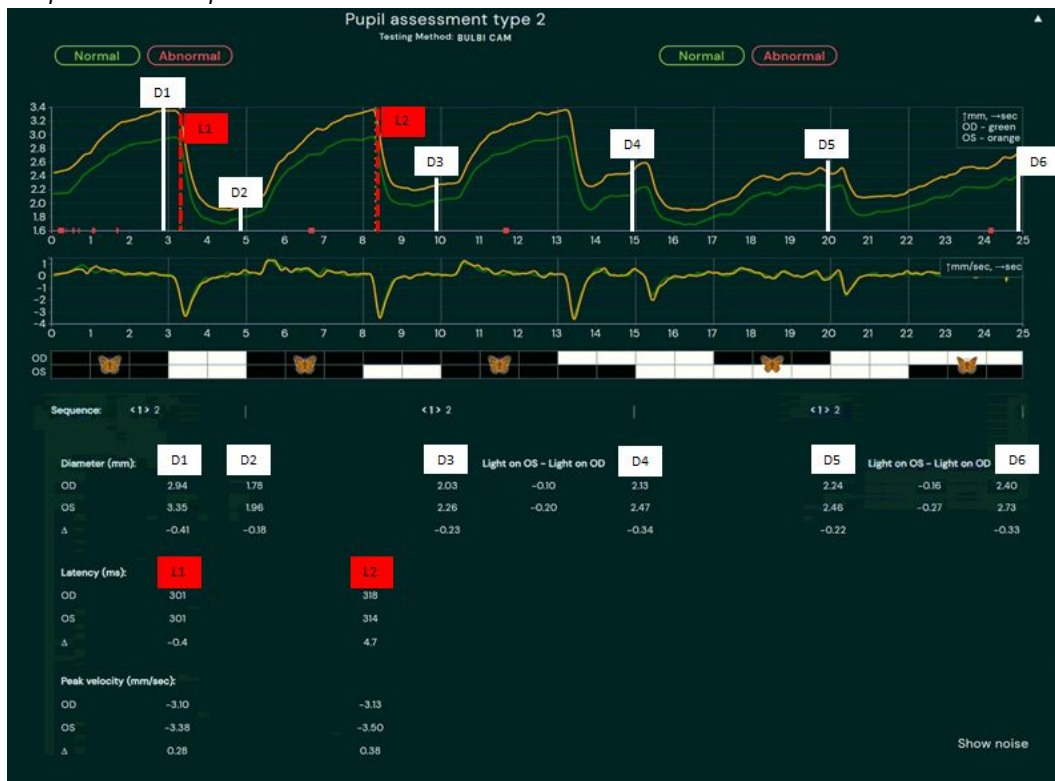 Pupil assessment type 2
Testing Method: BULBI CAM
Normal Abnormal Normal Abnormal
D1
L1 L2
D2 D3 D4 D5 D6
↑mm, →sec
OD - green
OS - orange
3.4
3.2
3.0
2.8
2.6
2.4
2.2
2.0
1.8
1.6
0 1 2 3 4 5 6 7 8 9 10 11 12 13 14 15 16 17 18 19 20 21 22 23 24 25
↑mm/sec, →sec
1
0
-1
-2
-3
-4
0 1 2 3 4 5 6 7 8 9 10 11 12 13 14 15 16 17 18 19 20 21 22 23 24 25
OD
OS
Sequence: <1> 2 | <1> 2 | <1> 2 |
Diameter (mm): D1 D2 D3 Light on OS - Light on OD D4 D5 Light on OS - Light on OD D6
OD 2.94 1.78 2.03 -0.10 2.13 2.24 -0.16 2.40
OS 3.35 1.96 2.26 -0.20 2.47 2.46 -0.27 2.73
Δ -0.41 -0.18 -0.23 -0.34 -0.22 -0.33
Latency (ms): L1 L2
OD 301 318
OS 301 314
Δ -0.4 4.7
Peak velocity (mm/sec):
OD -3.10 -3.13
OS -3.38 -3.50
Δ 0.28 0.38
Show noise